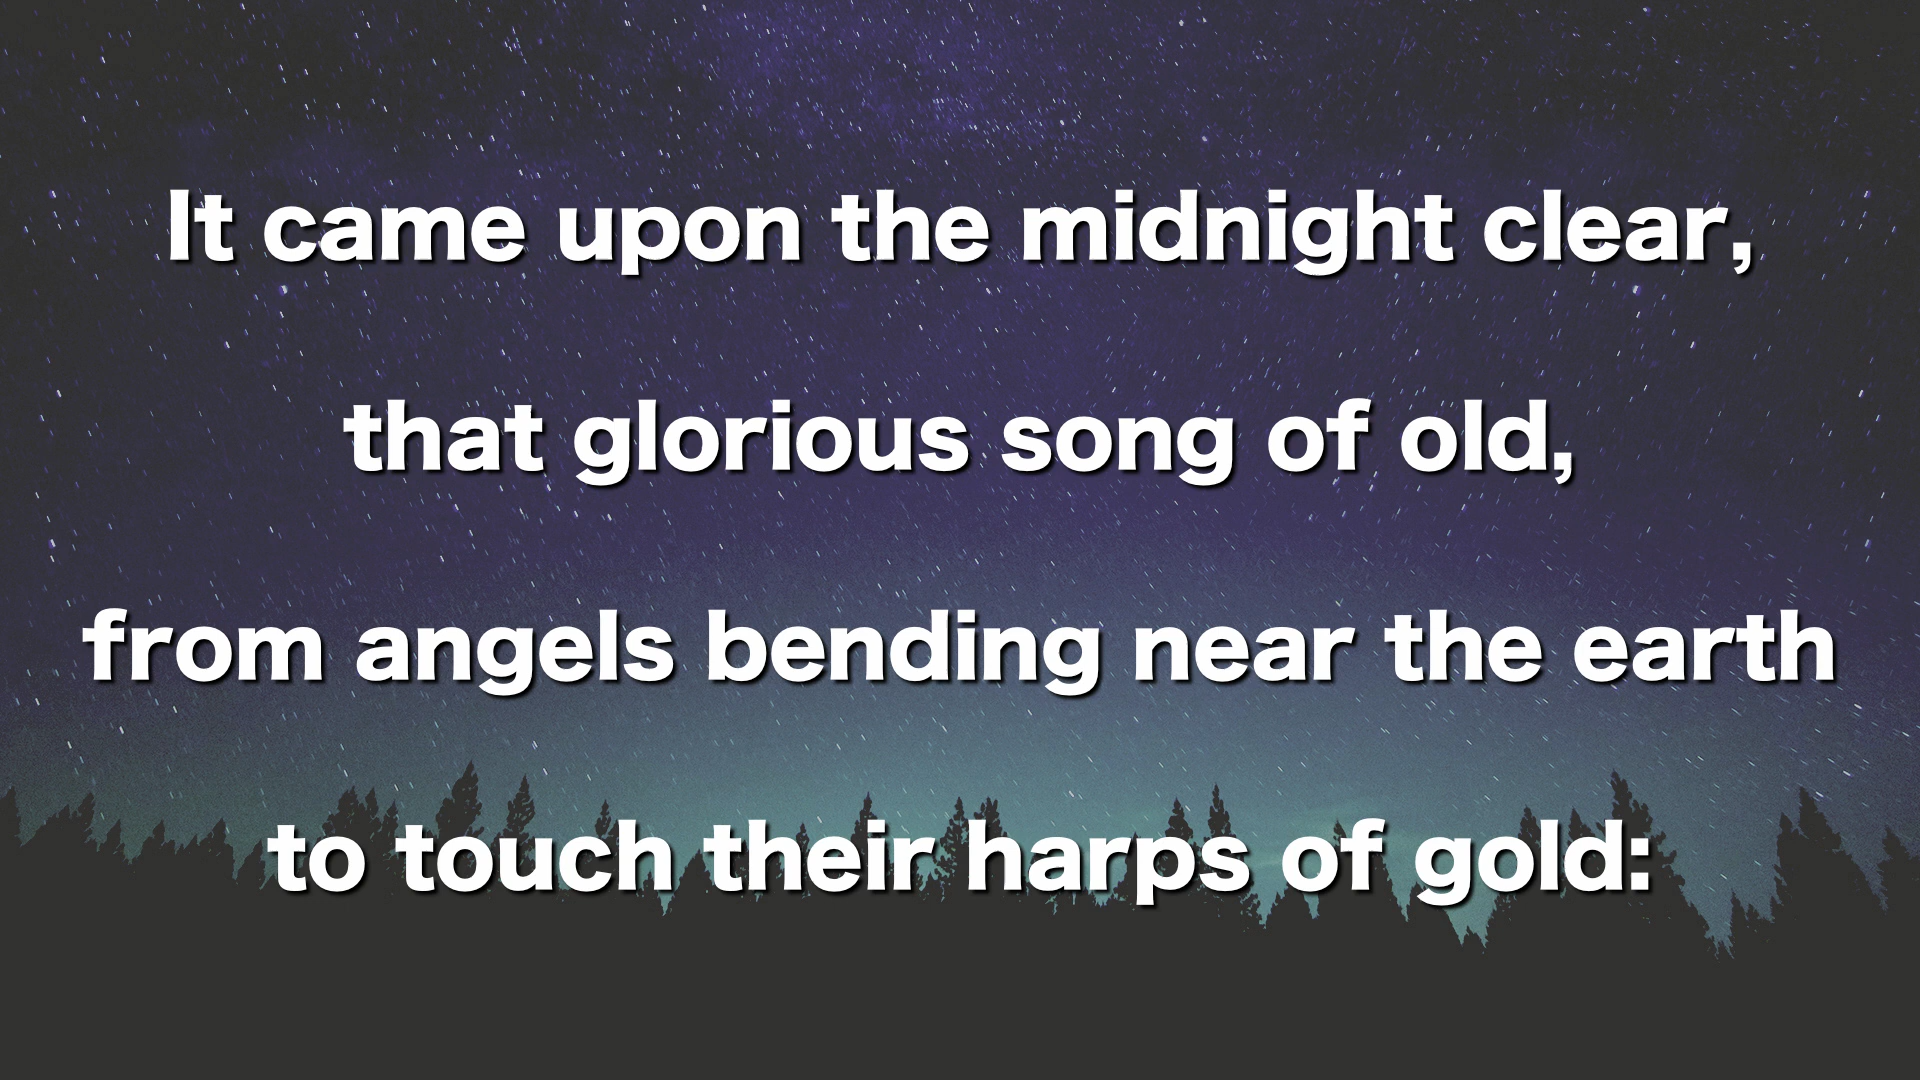 It came upon the midnight clear,
that glorious song of old,
from angels bending near the earth
to touch their harps of gold: